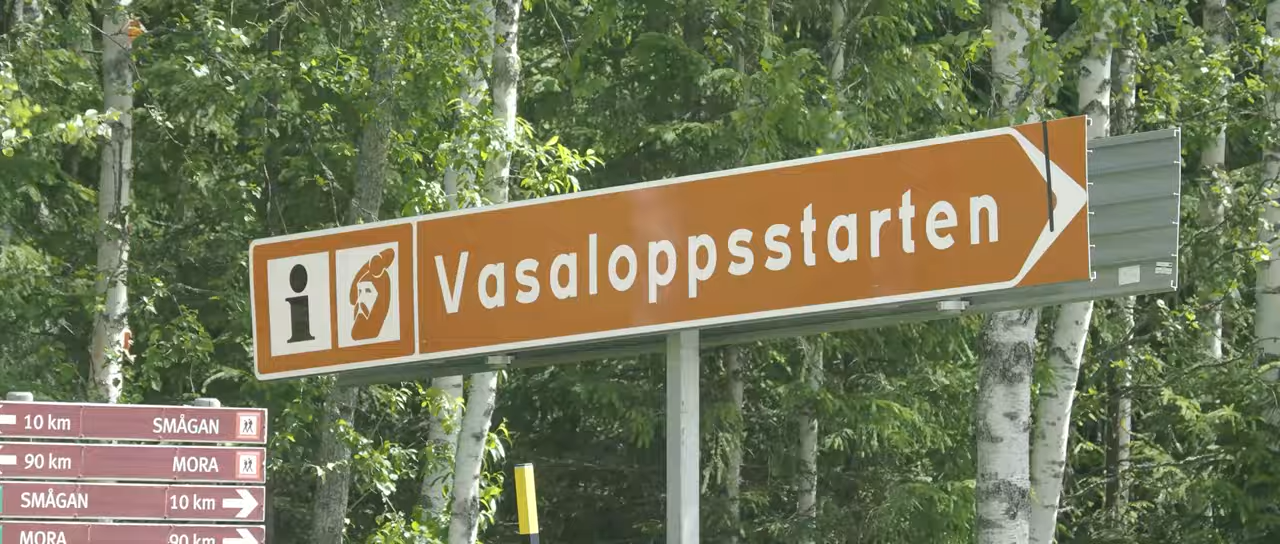 i Vasaloppsstarten
10 km SMÅGAN
90 km MORA
SMÅGAN 10 km
MORA 90 km